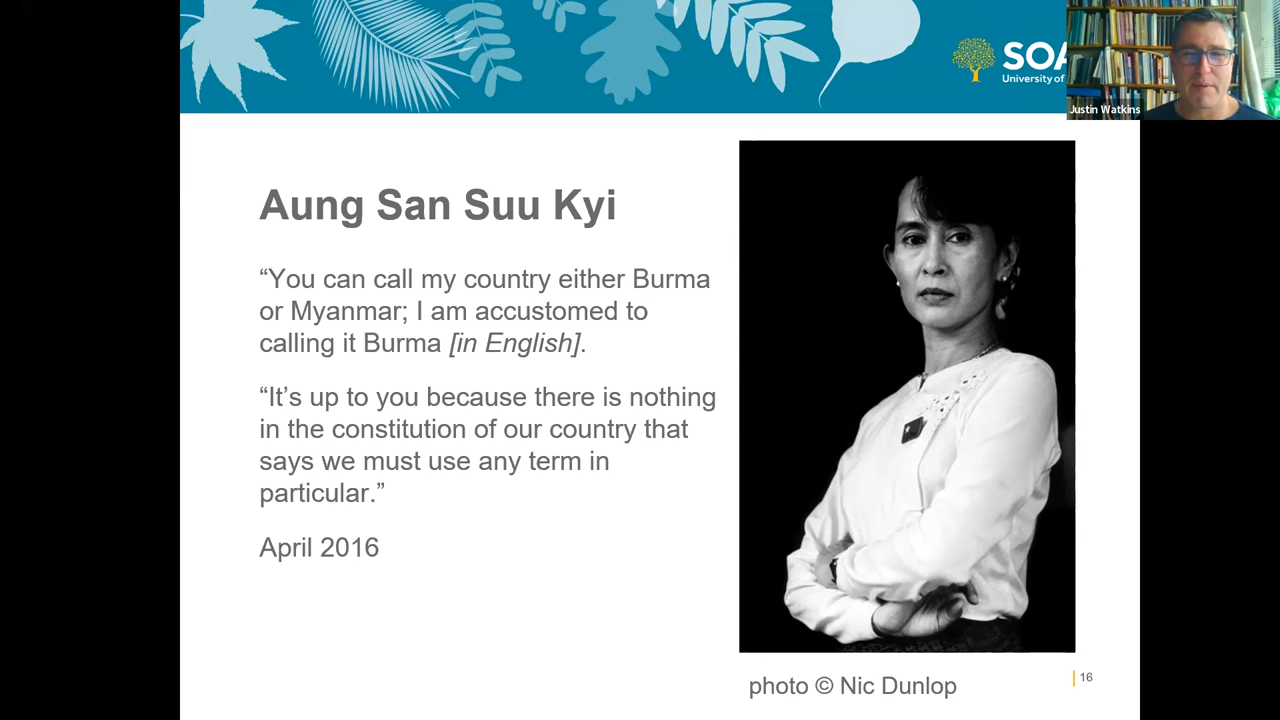 SOA
University of
Justin Watkins
Aung San Suu Kyi
“You can call my country either Burma
or Myanmar; I am accustomed to
calling it Burma [in English].
“It’s up to you because there is nothing
in the constitution of our country that
says we must use any term in
particular.”
April 2016
photo © Nic Dunlop
16